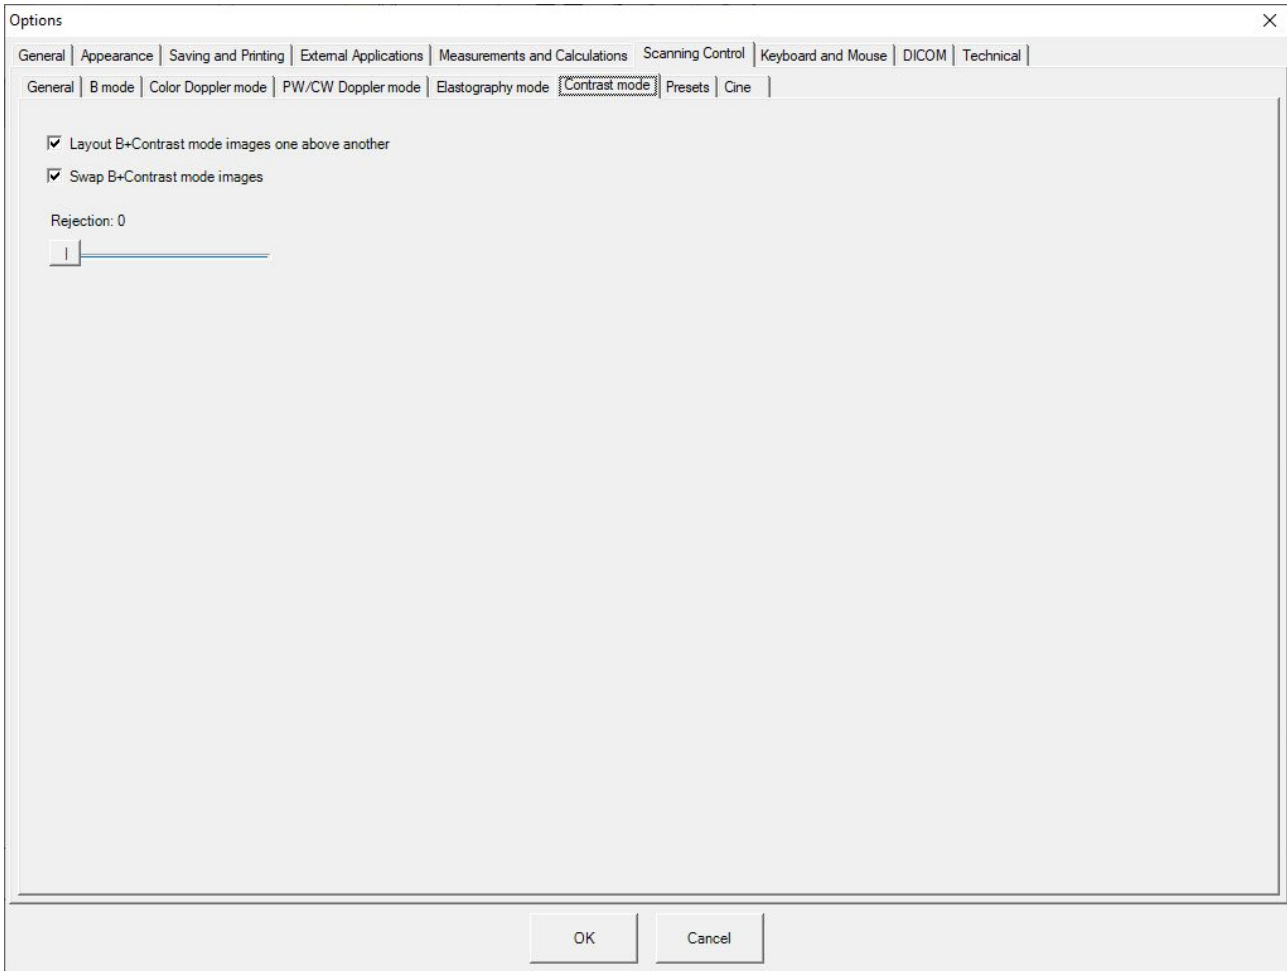 Options
General Appearance Saving and Printing External Applications Measurements and Calculations Scanning Control Keyboard and Mouse DICOM Technical
General B mode Color Doppler mode PW/CW Doppler mode Elastography mode Contrast mode Presets Cine
Layout B+Contrast mode images one above another
Swap B+Contrast mode images
Rejection: 0
OK Cancel